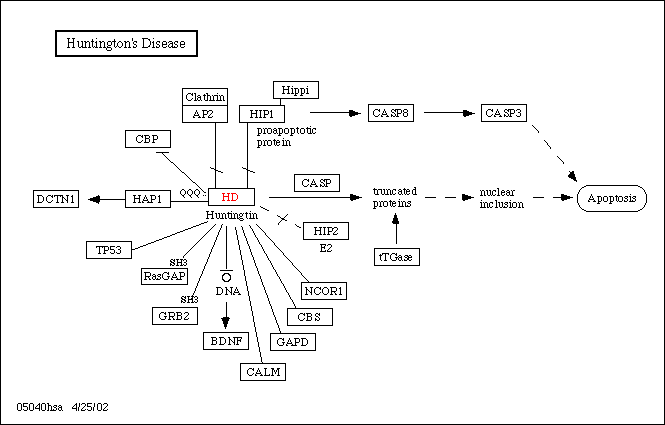 Huntington's Disease
Hippi
Clathrin
AP2
HIP1
CASP8
CASP3
proapoptotic
protein
CBP
CASP
QQQ..
HD
DCTN1
HAP1
truncated
proteins
nuclear
inclusion
Apoptosis
Huntingtin
HIP2
E2
TP53
tTGase
SH3
RasGAP
DNA
NCOR1
SH3
GRB2
CBS
BDNF
GAPD
CALM
05040hsa 4/25/02